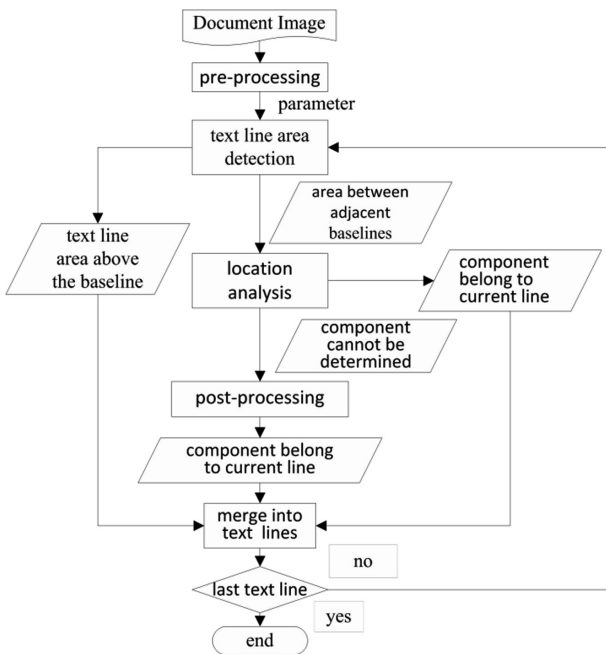 Document Image
pre-processing
parameter
text line area
detection
area between
adjacent
baselines
text line
area above
the baseline
location
analysis
component
belong to
current line
component
cannot be
determined
post-processing
component belong
to current line
merge into
text lines
no
last text line
yes
end